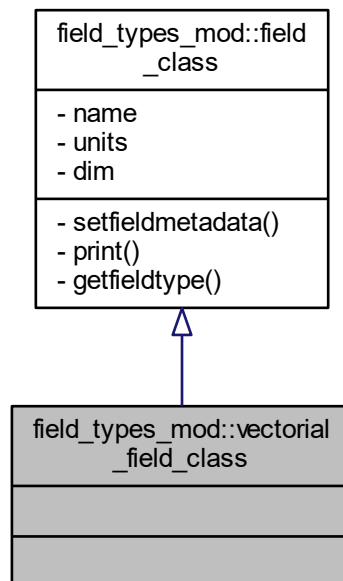 field_types_mod::field
_class
- name
- units
- dim
- setfieldmetadata()
- print()
- getfieldtype()
field_types_mod::vectorial
_field_class